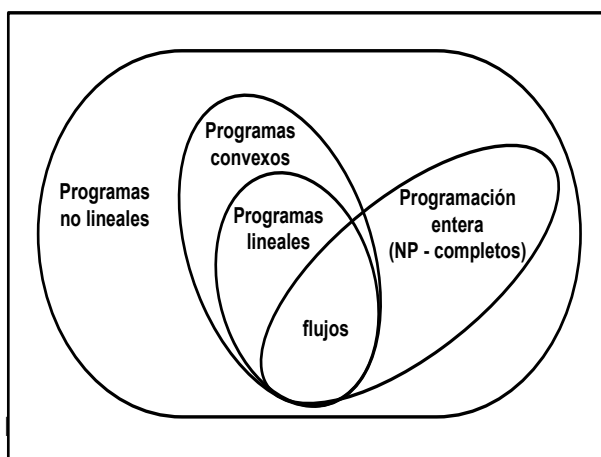 Programas
convexos
Programas
no lineales
Programas
lineales
Programación
entera
(NP - completos)
flujos